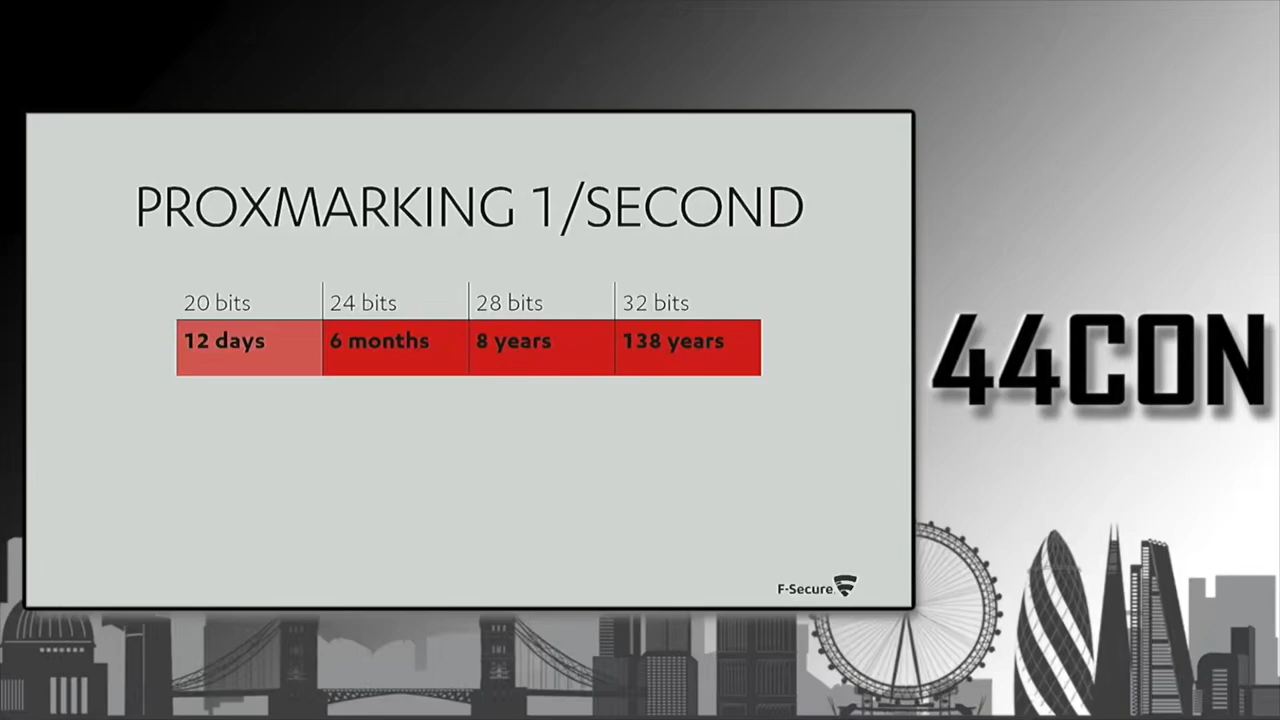 PROXMARKING 1/SECOND
20 bits 24 bits 28 bits 32 bits
12 days 6 months 8 years 138 years
F-Secure.
44CON